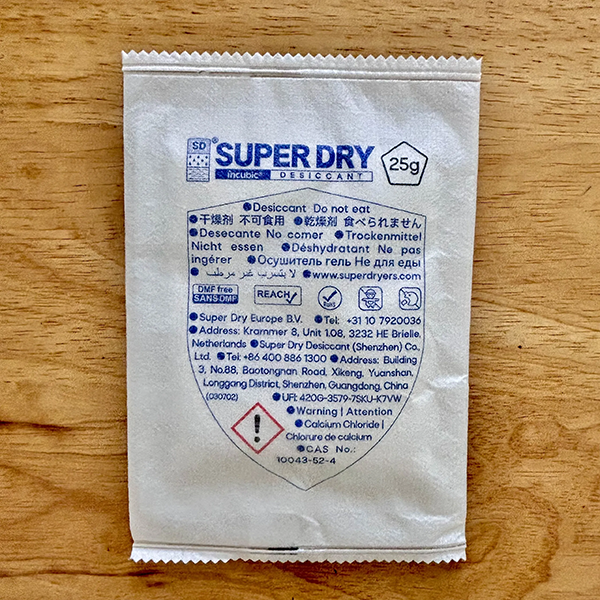 SD ® SUPER DRY 25g
incubic® DESICCANT
●Desiccant Do not eat
●干燥剂 不可食用 ●乾燥剤 食べられません
●Desecante No comer ●Trockenmittel
Nicht essen ●Déshydratant Ne pas
ingérer ●Осушитель гель Не для еды
● لا يتسرب غير مرطب ●www.superdryers.com
DMF free REACH✓ RoHS
SANS-DMF
●Super Dry Europe B.V. ●Tel: +31 10 7920036
●Address: Krammer 8, Unit 1.08, 3232 HE Brielle,
Netherlands ●Super Dry Desiccant (Shenzhen) Co.,
Ltd. ●Tel:+86 400 886 1300 ●Address: Building
3, No.88, Baotongnan Road, Xikeng, Yuanshan,
Longgang District, Shenzhen, Guangdong, China
(030702) ●UFI: 420G-3579-7SKU-K7VW
●Warning | Attention
●Calcium Chloride |
Chlorure de calcium
●CAS No.:
10043-52-4